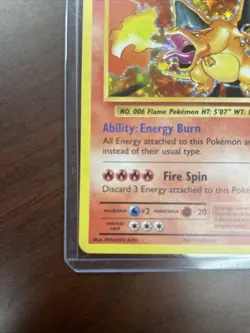 NO. 006 Flame Pokémon HT: 5'07" WT:
Ability: Energy Burn
All Energy attached to this Pokémon
instead of their usual type.
Fire Spin
Discard 3 Energy attached to this Poké
weakness ×2 resistance -20
retreat
cost